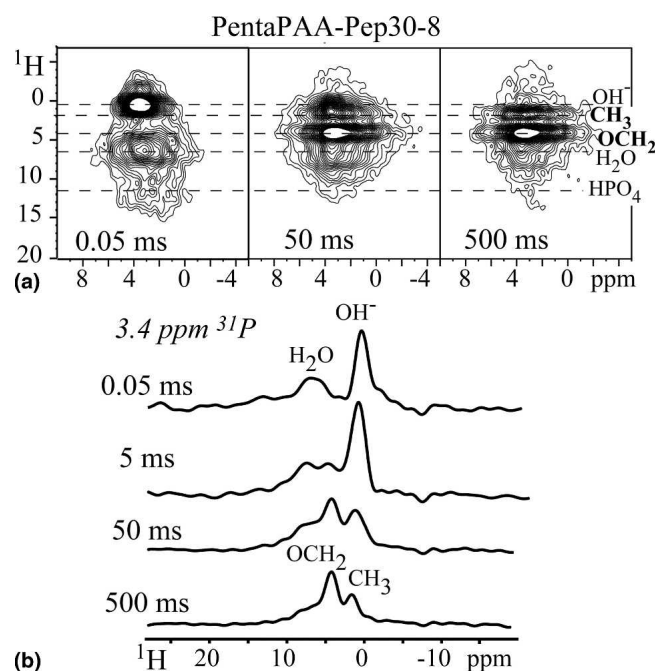 PentaPAA-Pep30-8
¹H
0
5
10
15
20
0.05 ms
50 ms
500 ms
OH⁻
CH₃
OCH₂
H₂O
HPO₄
(a)
8 4 0 -4 8 4 0 -4 8 4 0 ppm
3.4 ppm ³¹P
OH⁻
H₂O
0.05 ms
5 ms
50 ms
OCH₂
CH₃
500 ms
(b)
¹H 20 10 0 -10 ppm